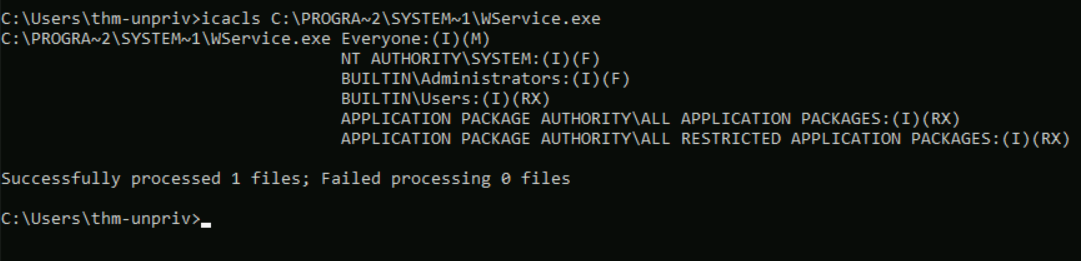 C:\Users\thm-unpriv>icacls C:\PROGRA~2\SYSTEM~1\WService.exe
C:\PROGRA~2\SYSTEM~1\WService.exe Everyone:(I)(M)
NT AUTHORITY\SYSTEM:(I)(F)
BUILTIN\Administrators:(I)(F)
BUILTIN\Users:(I)(RX)
APPLICATION PACKAGE AUTHORITY\ALL APPLICATION PACKAGES:(I)(RX)
APPLICATION PACKAGE AUTHORITY\ALL RESTRICTED APPLICATION PACKAGES:(I)(RX)
Successfully processed 1 files; Failed processing 0 files
C:\Users\thm-unpriv>